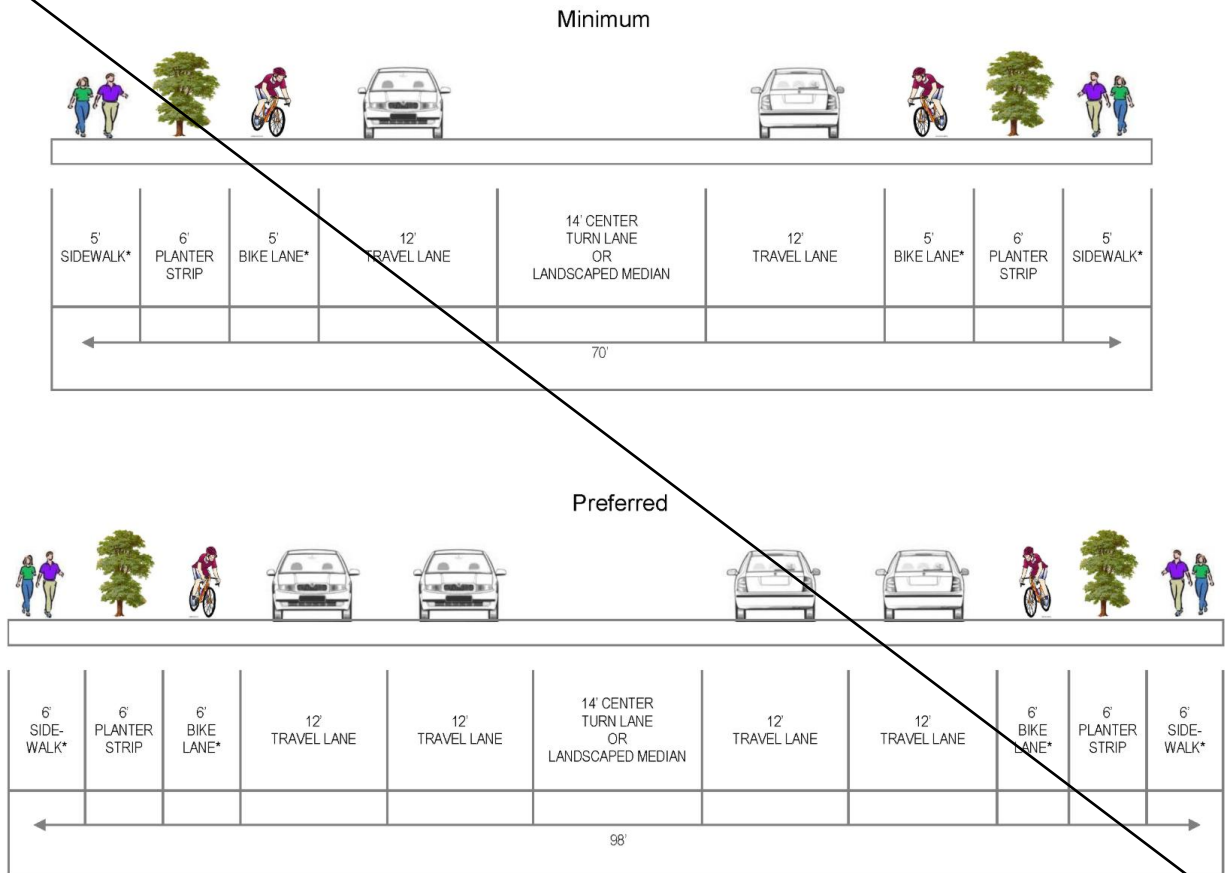 Minimum
5'
SIDEWALK*
6'
PLANTER
STRIP
5'
BIKE LANE*
12'
TRAVEL LANE
14' CENTER
TURN LANE
OR
LANDSCAPED MEDIAN
12'
TRAVEL LANE
5'
BIKE LANE*
6'
PLANTER
STRIP
5'
SIDEWALK*
70'
Preferred
6'
SIDE-
WALK*
6'
PLANTER
STRIP
6'
BIKE
LANE*
12'
TRAVEL LANE
12'
TRAVEL LANE
14' CENTER
TURN LANE
OR
LANDSCAPED MEDIAN
12'
TRAVEL LANE
12'
TRAVEL LANE
6'
BIKE
LANE*
6'
PLANTER
STRIP
6'
SIDE-
WALK*
98'